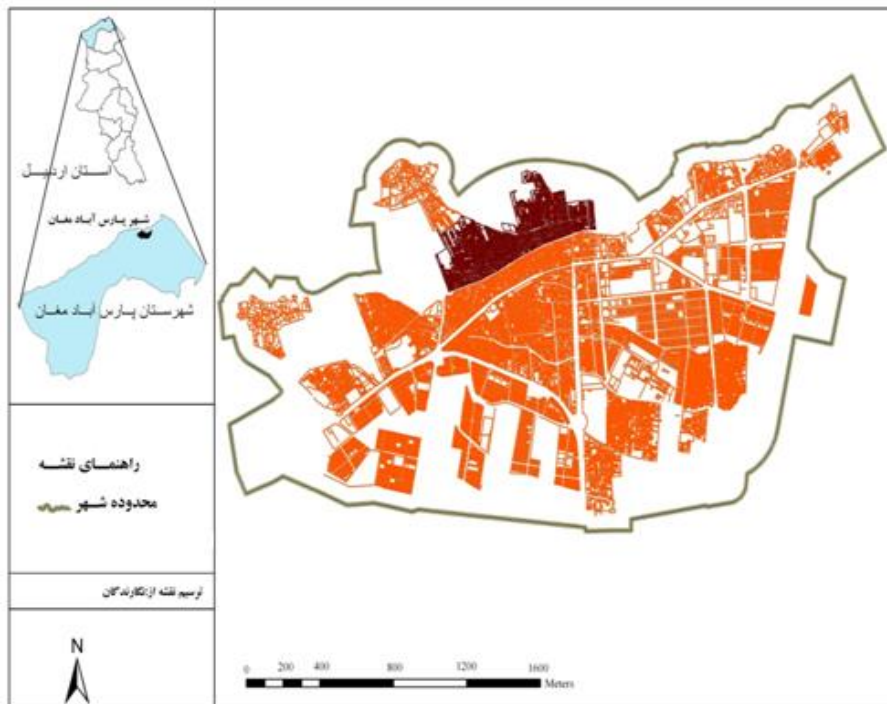 استان اردبیل
شهر پارس آباد مغان
شهرستان پارس آباد مغان
راهنمای نقشه
محدوده شهر
ترسیم نقشه از:نگارندگان
N
0 200 400 800 1200 1600
Meters